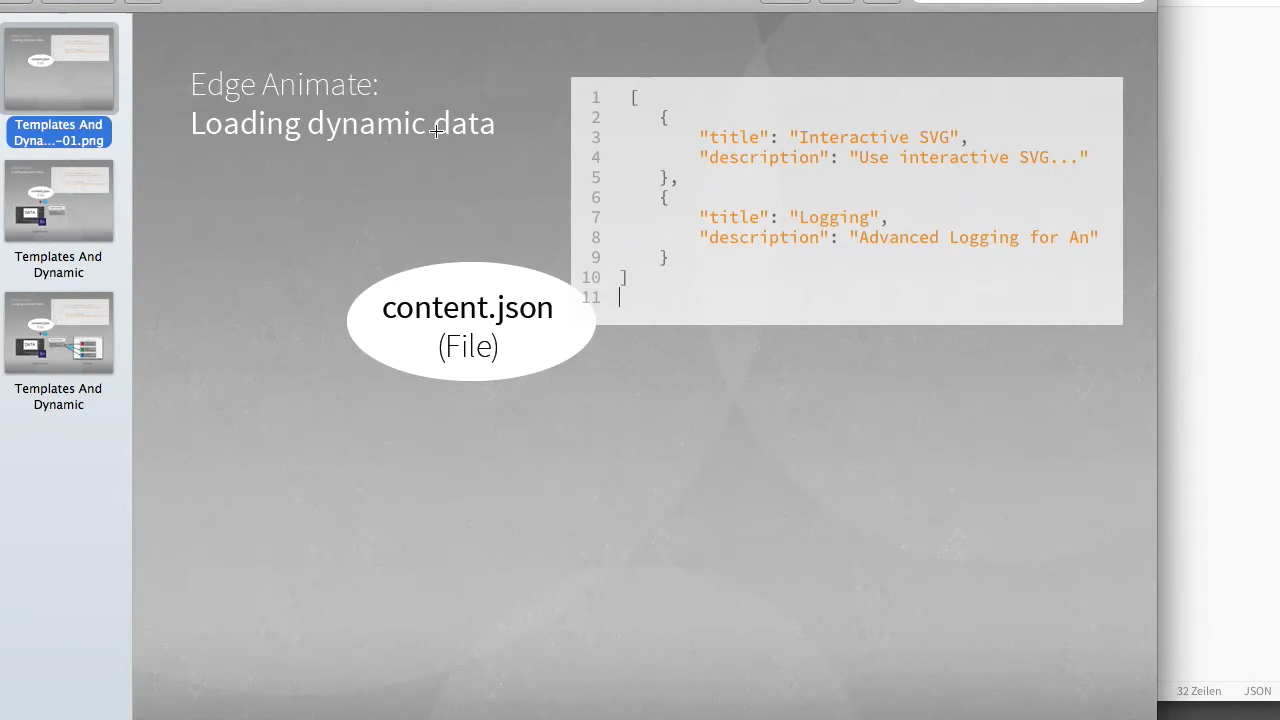 Templates And
Dyna...-01.png
Templates And
Dynamic
Templates And
Dynamic
Edge Animate:
Loading dynamic data
content.json
(File)
1 [
2 {
3 "title": "Interactive SVG",
4 "description": "Use interactive SVG..."
5 },
6 {
7 "title": "Logging",
8 "description": "Advanced Logging for An"
9 }
10 ]
11
32 Zeilen JSON